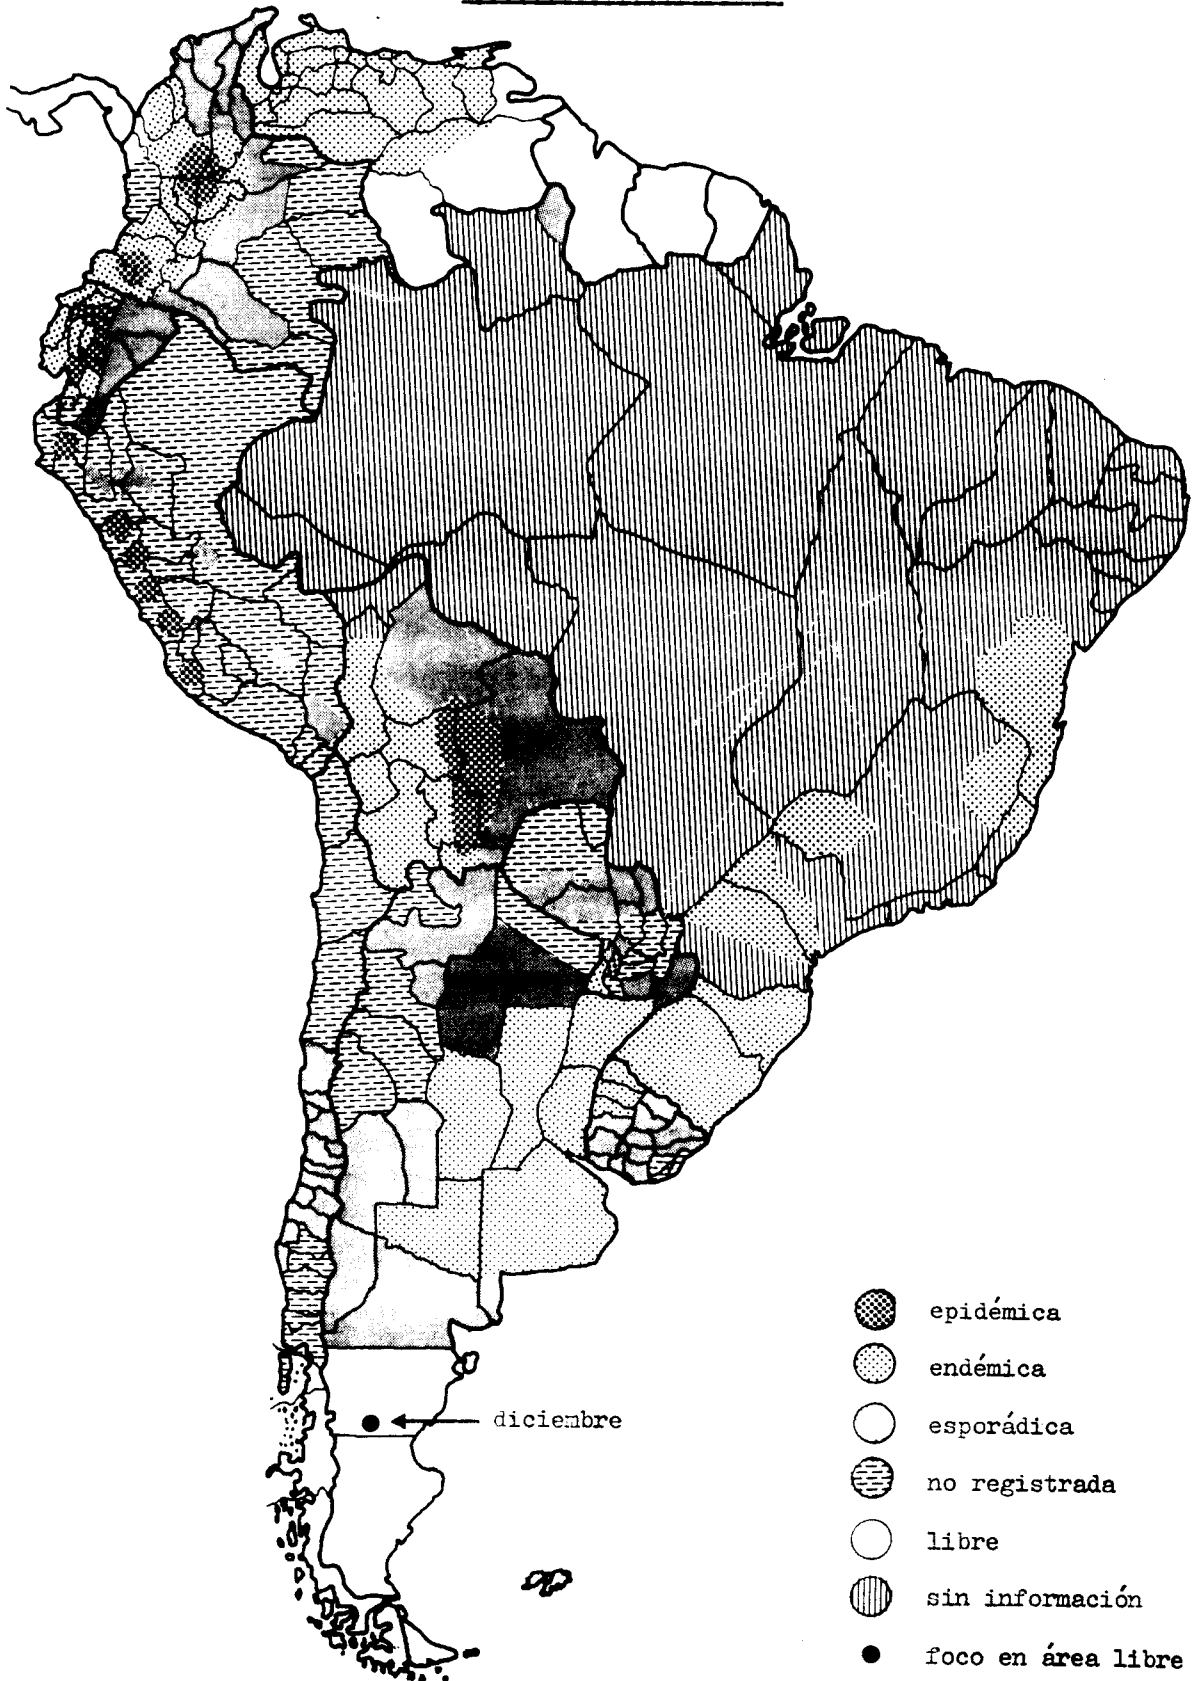 epidémica
endémica
esporádica
no registrada
libre
diciembre
sin información
foco en área libre